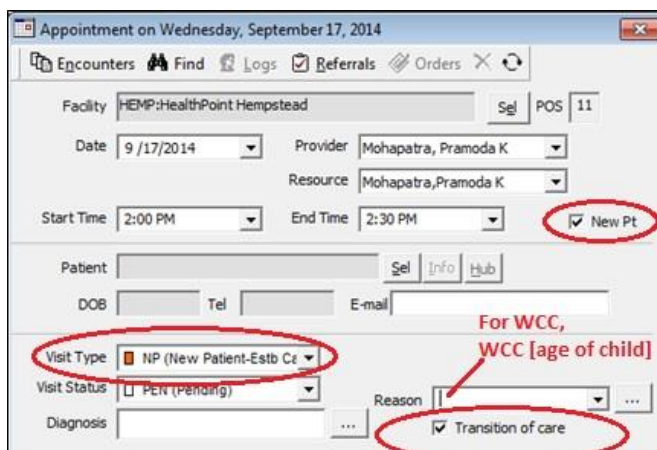 Appointment on Wednesday, September 17, 2014
Encounters Find Logs Referrals Orders
Facility HEMP:HealthPoint Hempstead Sel POS 11
Date 9 /17/2014 Provider Mohapatra, Pramoda K
Resource Mohapatra,Pramoda K
Start Time 2:00 PM End Time 2:30 PM New Pt
Patient Sel Info Hub
DOB Tel E-mail
For WCC,
WCC [age of child]
Visit Type NP (New Patient-Estb Ca
Visit Status PEN (Pending)
Reason ...
Diagnosis ... Transition of care